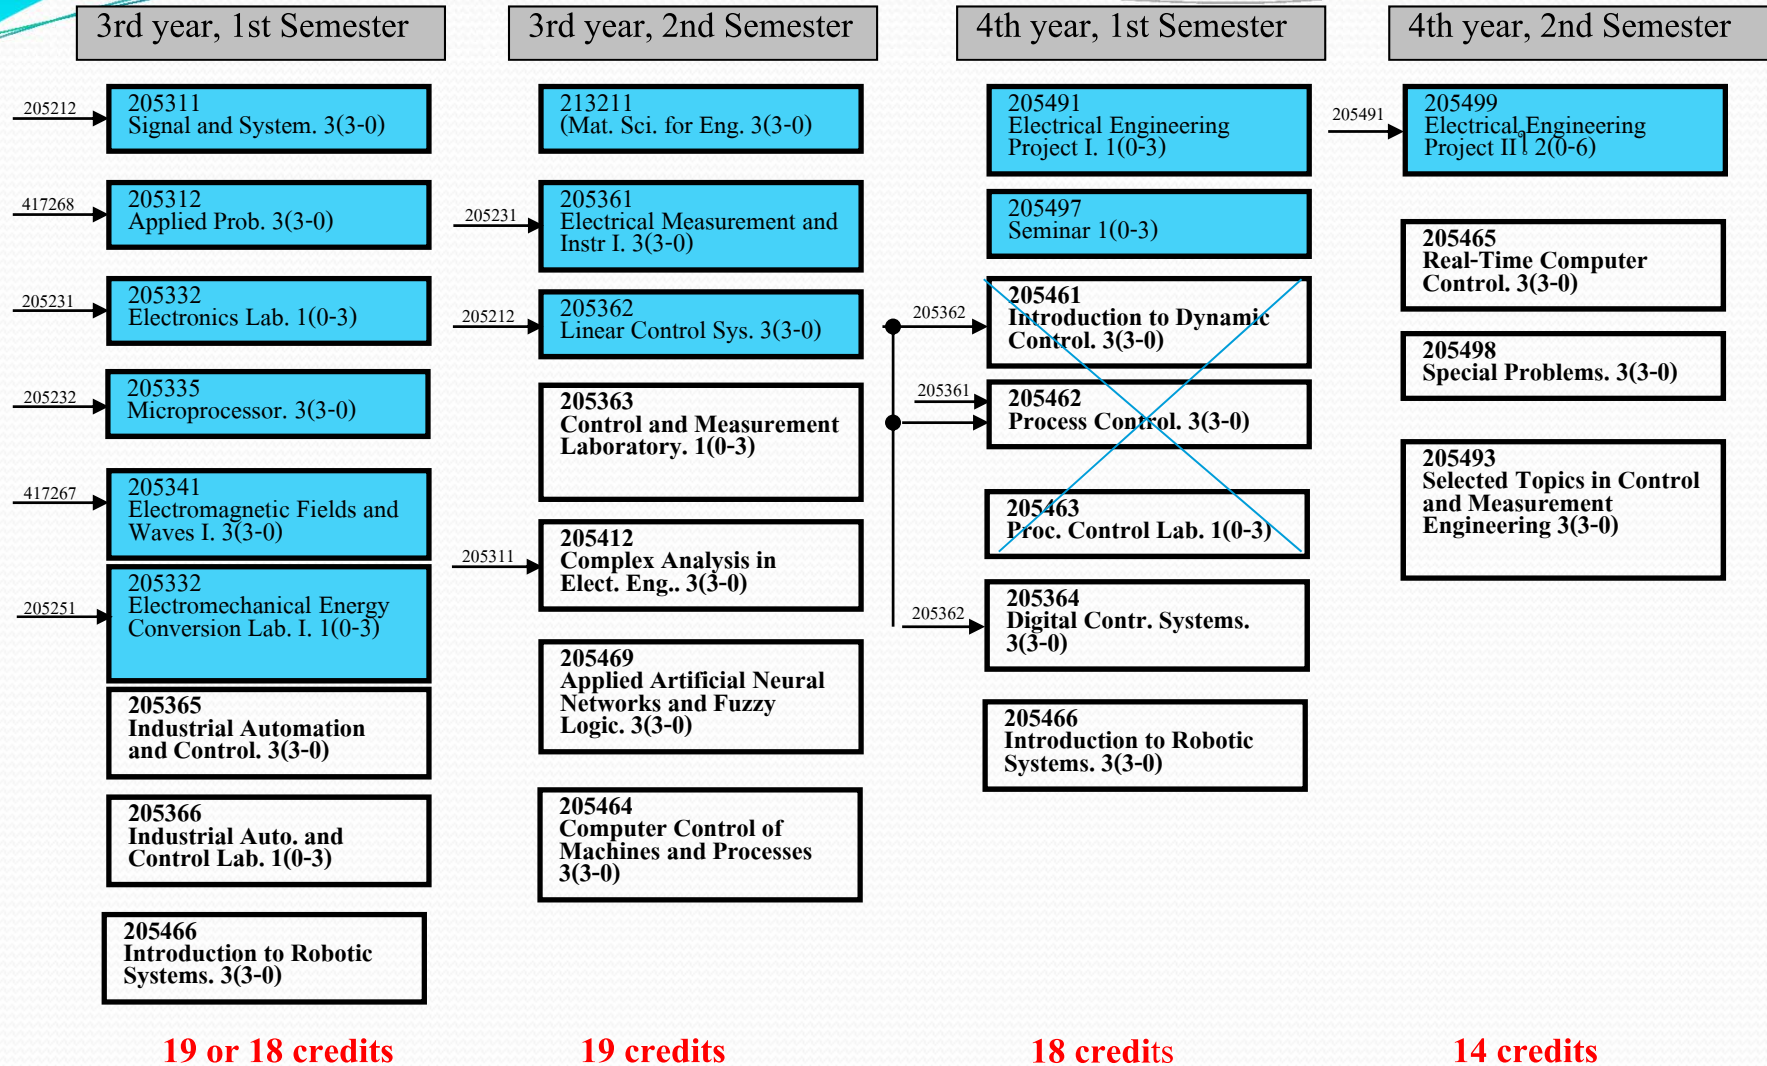 3rd year, 1st Semester
205212
205311
Signal and System. 3(3-0)
417268
205312
Applied Prob. 3(3-0)
205231
205332
Electronics Lab. 1(0-3)
205232
205335
Microprocessor. 3(3-0)
417267
205341
Electromagnetic Fields and
Waves I. 3(3-0)
205251
205332
Electromechanical Energy
Conversion Lab. I. 1(0-3)
205365
Industrial Automation
and Control. 3(3-0)
205366
Industrial Auto. and
Control Lab. 1(0-3)
205466
Introduction to Robotic
Systems. 3(3-0)
19 or 18 credits
3rd year, 2nd Semester
213211
(Mat. Sci. for Eng. 3(3-0)
205231
205361
Electrical Measurement and
Instr I. 3(3-0)
205212
205362
Linear Control Sys. 3(3-0)
205363
Control and Measurement
Laboratory. 1(0-3)
205311
205412
Complex Analysis in
Elect. Eng.. 3(3-0)
205469
Applied Artificial Neural
Networks and Fuzzy
Logic. 3(3-0)
205464
Computer Control of
Machines and Processes
3(3-0)
19 credits
4th year, 1st Semester
205491
Electrical Engineering
Project I. 1(0-3)
205497
Seminar 1(0-3)
205362
205461
Introduction to Dynamic
Control. 3(3-0)
205361
205462
Process Control. 3(3-0)
205463
Proc. Control Lab. 1(0-3)
205362
205364
Digital Contr. Systems.
3(3-0)
205466
Introduction to Robotic
Systems. 3(3-0)
18 credits
4th year, 2nd Semester
205491
205499
Electrical Engineering
Project II 2(0-6)
205465
Real-Time Computer
Control. 3(3-0)
205498
Special Problems. 3(3-0)
205493
Selected Topics in Control
and Measurement
Engineering 3(3-0)
14 credits